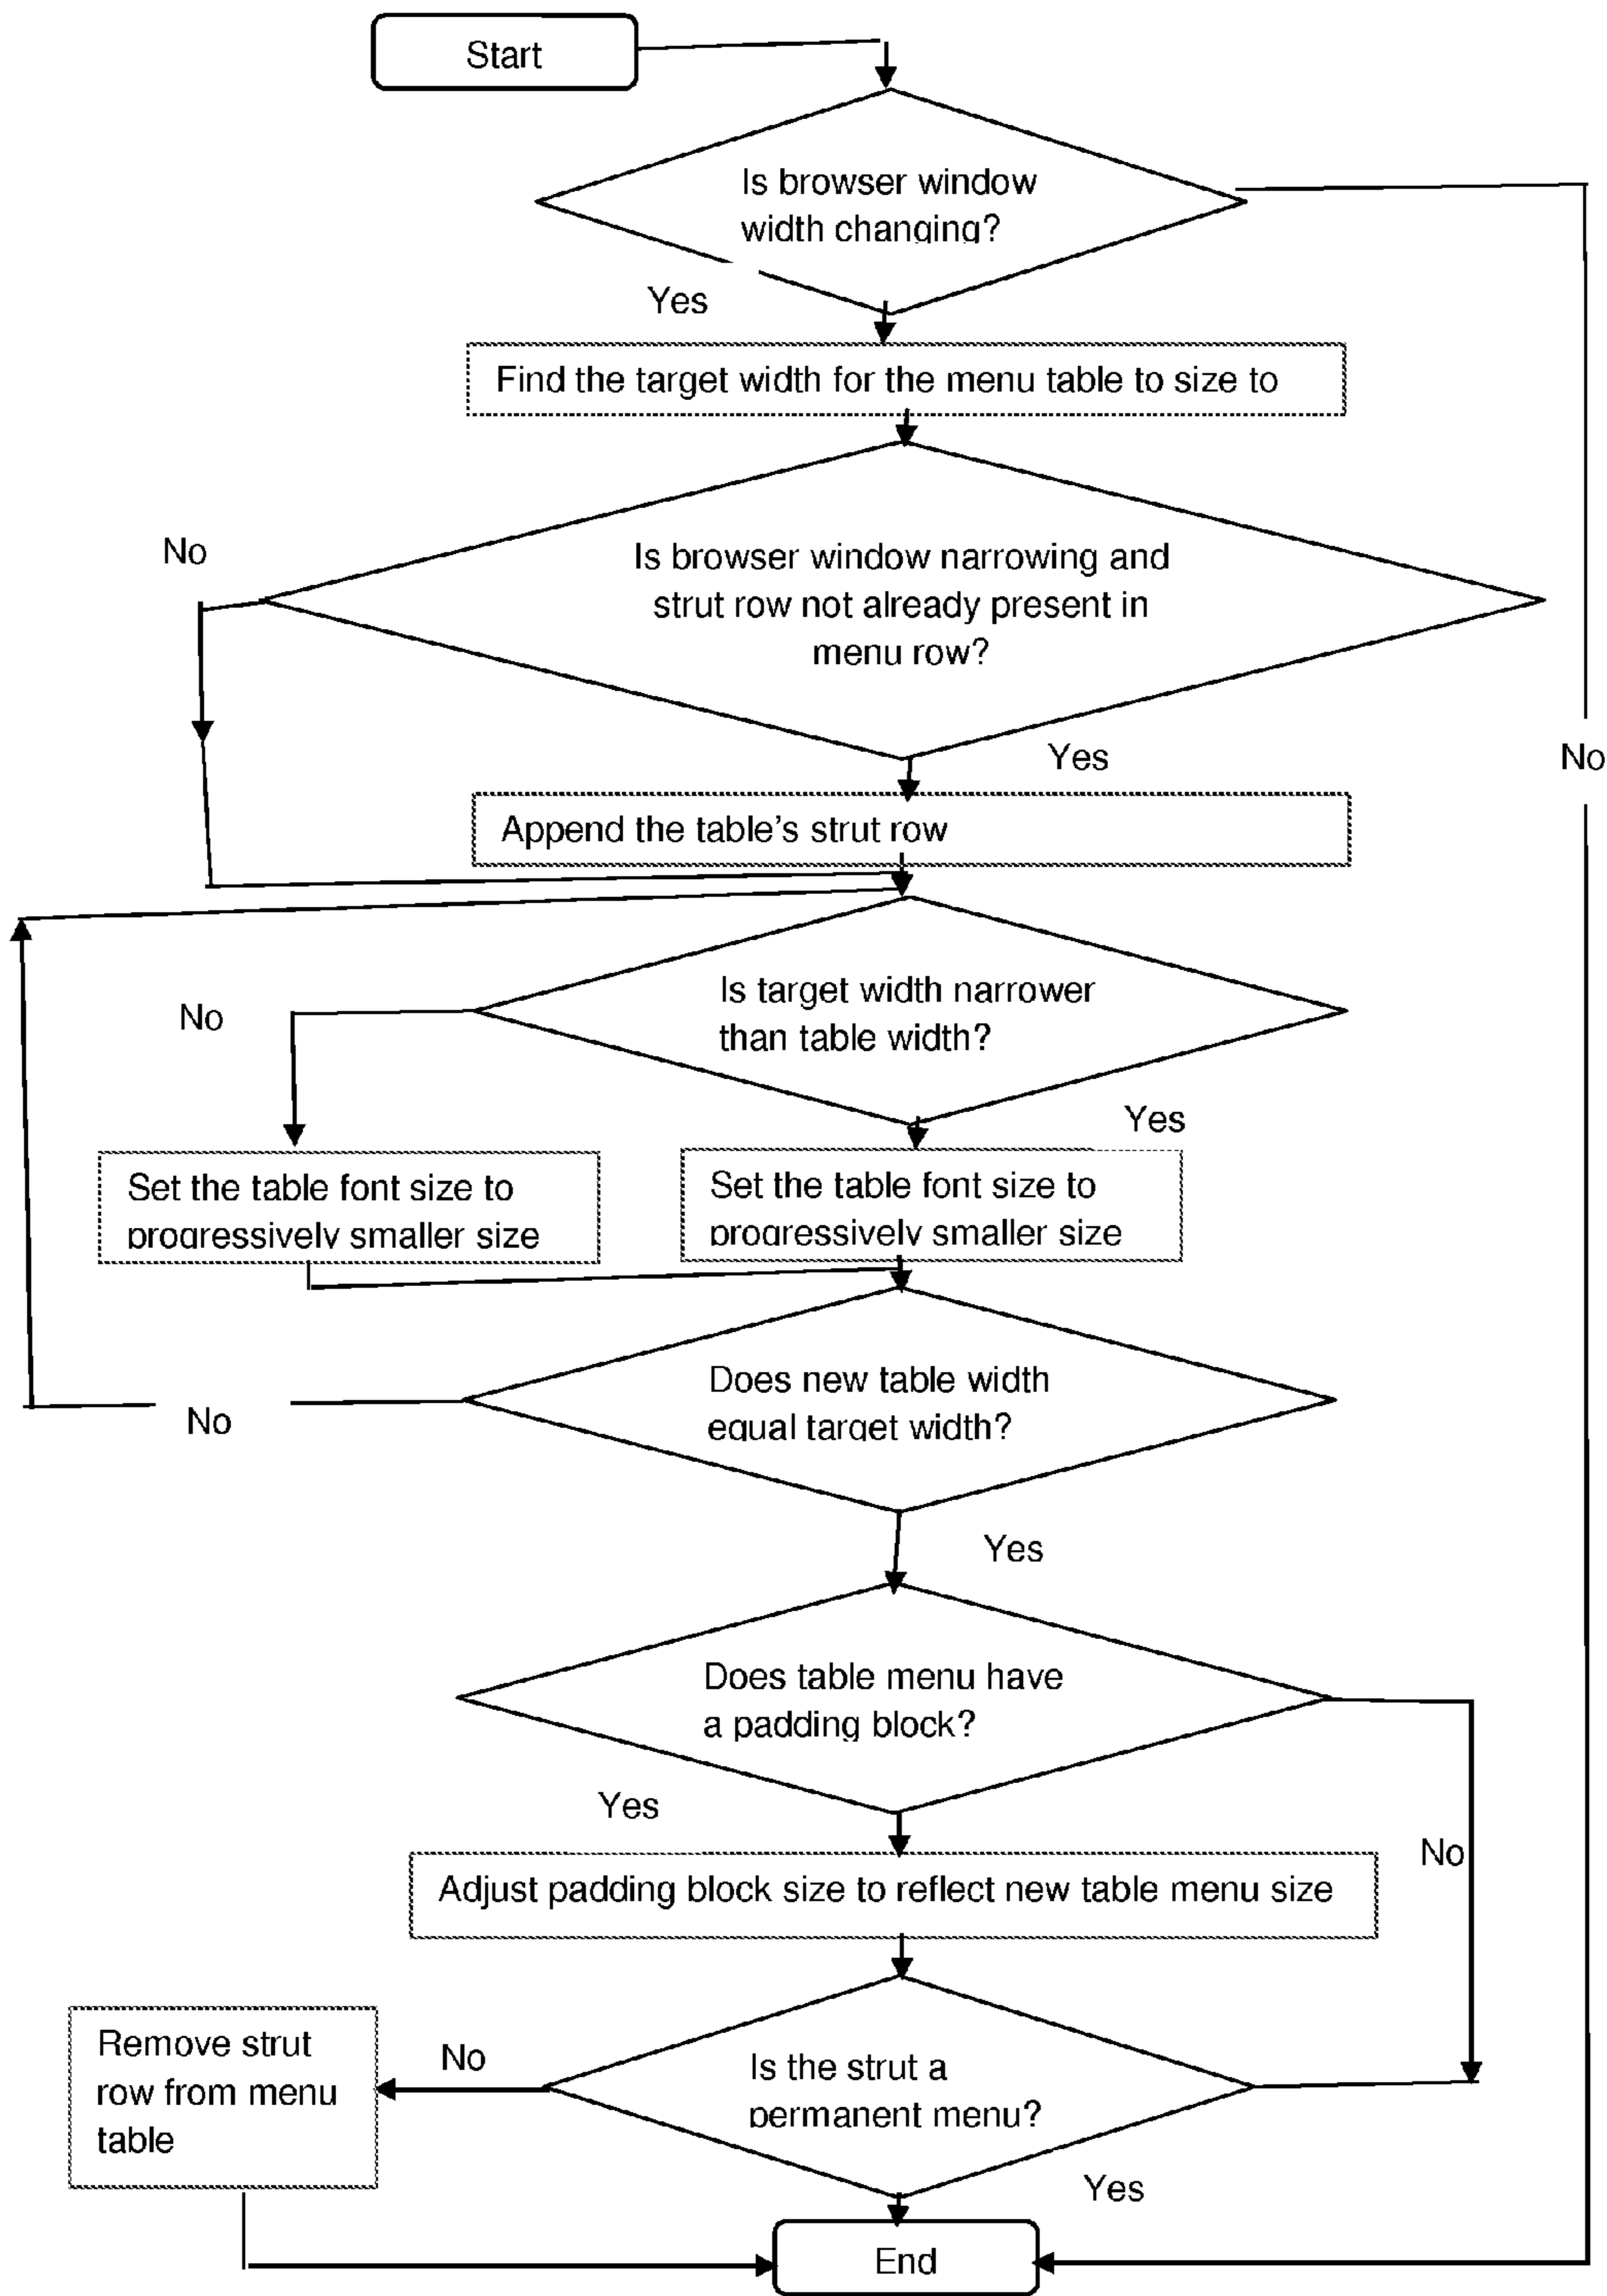 Start
Is browser window
width changing?
Yes
Find the target width for the menu table to size to
No
Is browser window narrowing and
strut row not already present in
menu row?
Yes
No
Append the table's strut row
Is target width narrower
than table width?
No
Yes
Set the table font size to
progressively smaller size
Set the table font size to
progressively smaller size
Does new table width
equal target width?
No
Yes
Does table menu have
a padding block?
Yes
No
Adjust padding block size to reflect new table menu size
Remove strut
row from menu
table
No
Is the strut a
permanent menu?
Yes
End